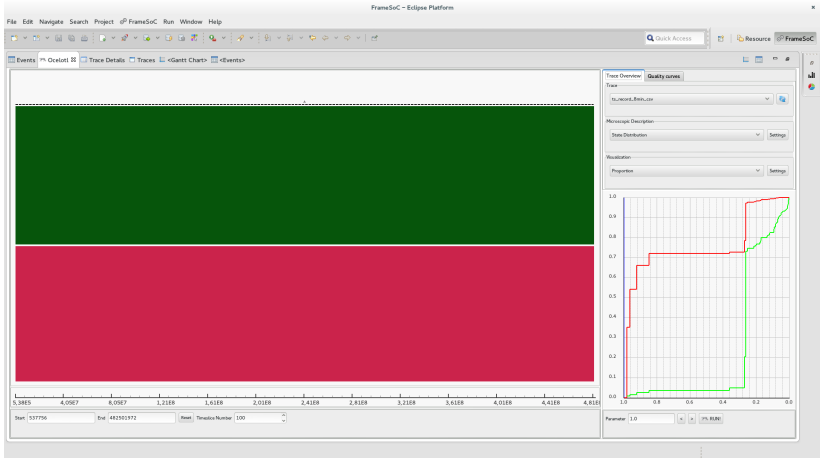 FrameSoC - Eclipse Platform
File Edit Navigate Search Project FrameSoC Run Window Help
Quick Access Resource FrameSoC
Events Ocelotl Trace Details Traces <Gantt Chart> <Events>
Trace Overview Quality curves
Trace
ts_record_8min_csv
Microscopic Description
State Distribution Settings
Visualization
Proportion Settings
1.0
0.9
0.8
0.7
0.6
0.5
0.4
0.3
0.2
0.1
0.0
1.0 0.8 0.6 0.4 0.2 0.0
5,38E5 4,05E7 8,05E7 1,21E8 1,61E8 2,01E8 2,41E8 2,81E8 3,21E8 3,61E8 4,01E8 4,41E8 4,81E
Start 537756 End 482501972 Reset Timeslice Number 100
Parameter 1.0 < > RUN!